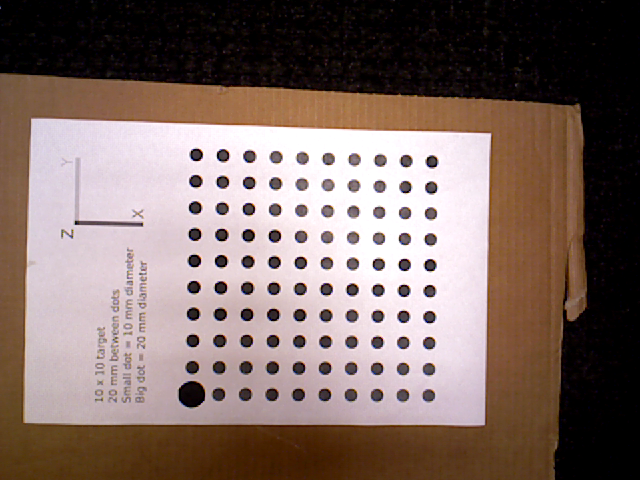 Y
X
Z
10 x 10 target
20 mm between dots
Small dot = 10 mm diameter
Big dot = 20 mm diameter